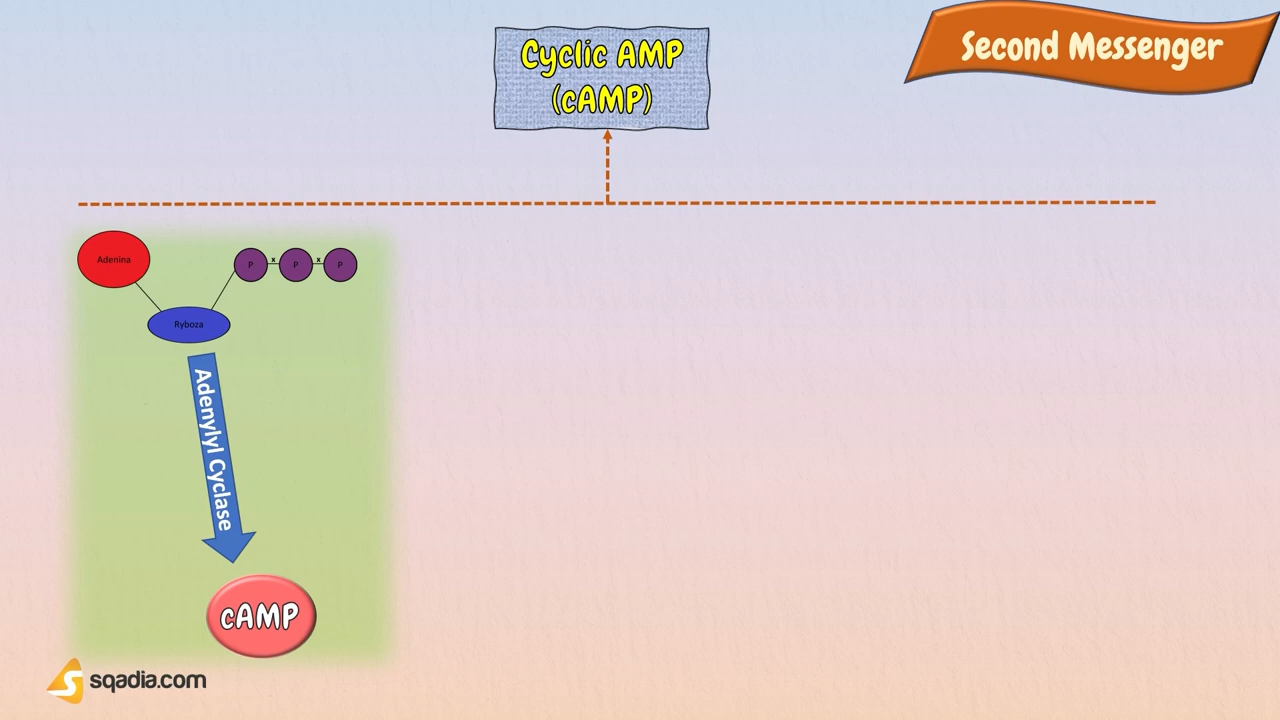 Second Messenger
Cyclic AMP
(cAMP)
Adenina
P x P x P
Ryboza
Adenylyl Cyclase
cAMP
sqadia.com